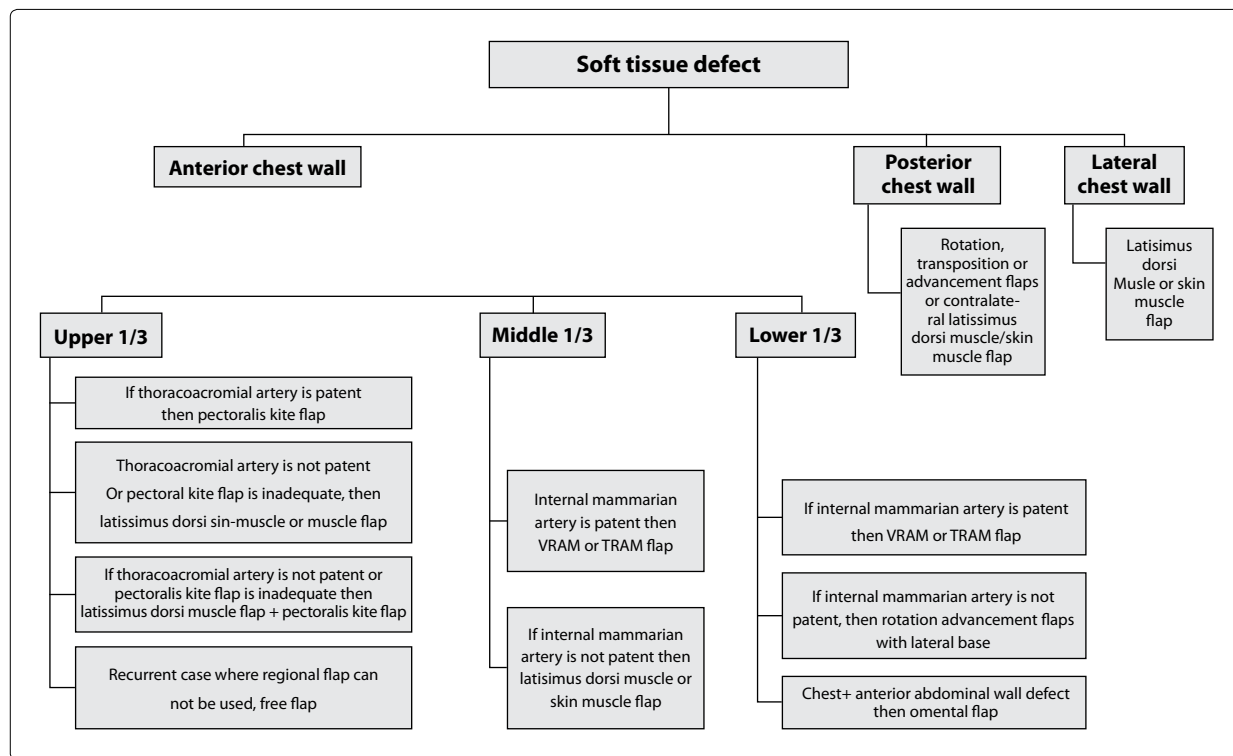 Soft tissue defect
Anterior chest wall
Posterior
chest wall
Lateral
chest wall
Rotation,
transposition or
advancement flaps
or contralate-
ral latissimus
dorsi muscle/skin
muscle flap
Latisimus
dorsi
Musle or skin
muscle
flap
Upper 1/3
Middle 1/3
Lower 1/3
If thoracoacromial artery is patent
then pectoralis kite flap
Thoracoacromial artery is not patent
Or pectoral kite flap is inadequate, then
latissimus dorsi sin-muscle or muscle flap
If thoracoacromial artery is not patent or
pectoralis kite flap is inadequate then
latissimus dorsi muscle flap + pectoralis kite flap
Recurrent case where regional flap can
not be used, free flap
Internal mammarian
artery is patent then
VRAM or TRAM flap
If internal mammarian
artery is not patent then
latisimus dorsi muscle or
skin muscle flap
If internal mammarian artery is patent
then VRAM or TRAM flap
If internal mammarian artery is not
patent, then rotation advancement flaps
with lateral base
Chest+ anterior abdominal wall defect
then omental flap